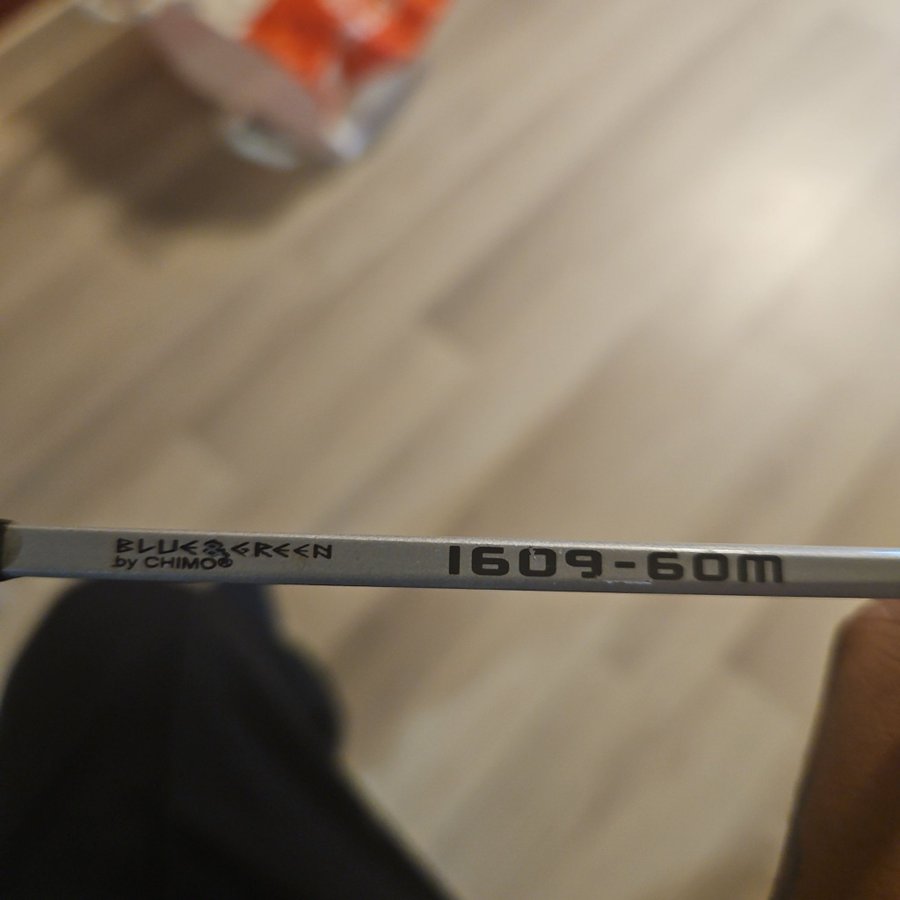 BLUE & GREEN
by CHIMO®
1609-60M